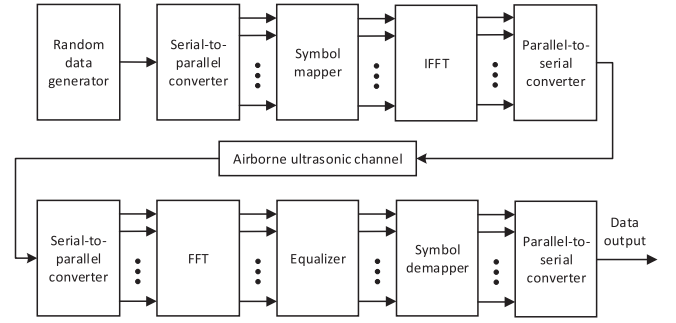 Random
data
generator
Serial-to-
parallel
converter
Symbol
mapper
IFFT
Parallel-to-
serial
converter
Airborne ultrasonic channel
Serial-to-
parallel
converter
FFT
Equalizer
Symbol
demapper
Parallel-to-
serial
converter
Data
output